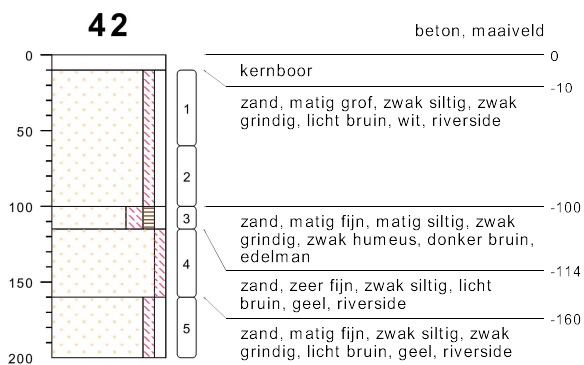 42
beton, maaiveld
0
0
kernboor
-10
zand, matig grof, zwak siltig, zwak
grindig, licht bruin, wit, riverside
1
50
2
100
-100
3
zand, matig fijn, matig siltig, zwak
grindig, zwak humeus, donker bruin,
edelman
-114
4
zand, zeer fijn, zwak siltig, licht
bruin, geel, riverside
150
-160
5
zand, matig fijn, zwak siltig, zwak
grindig, licht bruin, geel, riverside
200